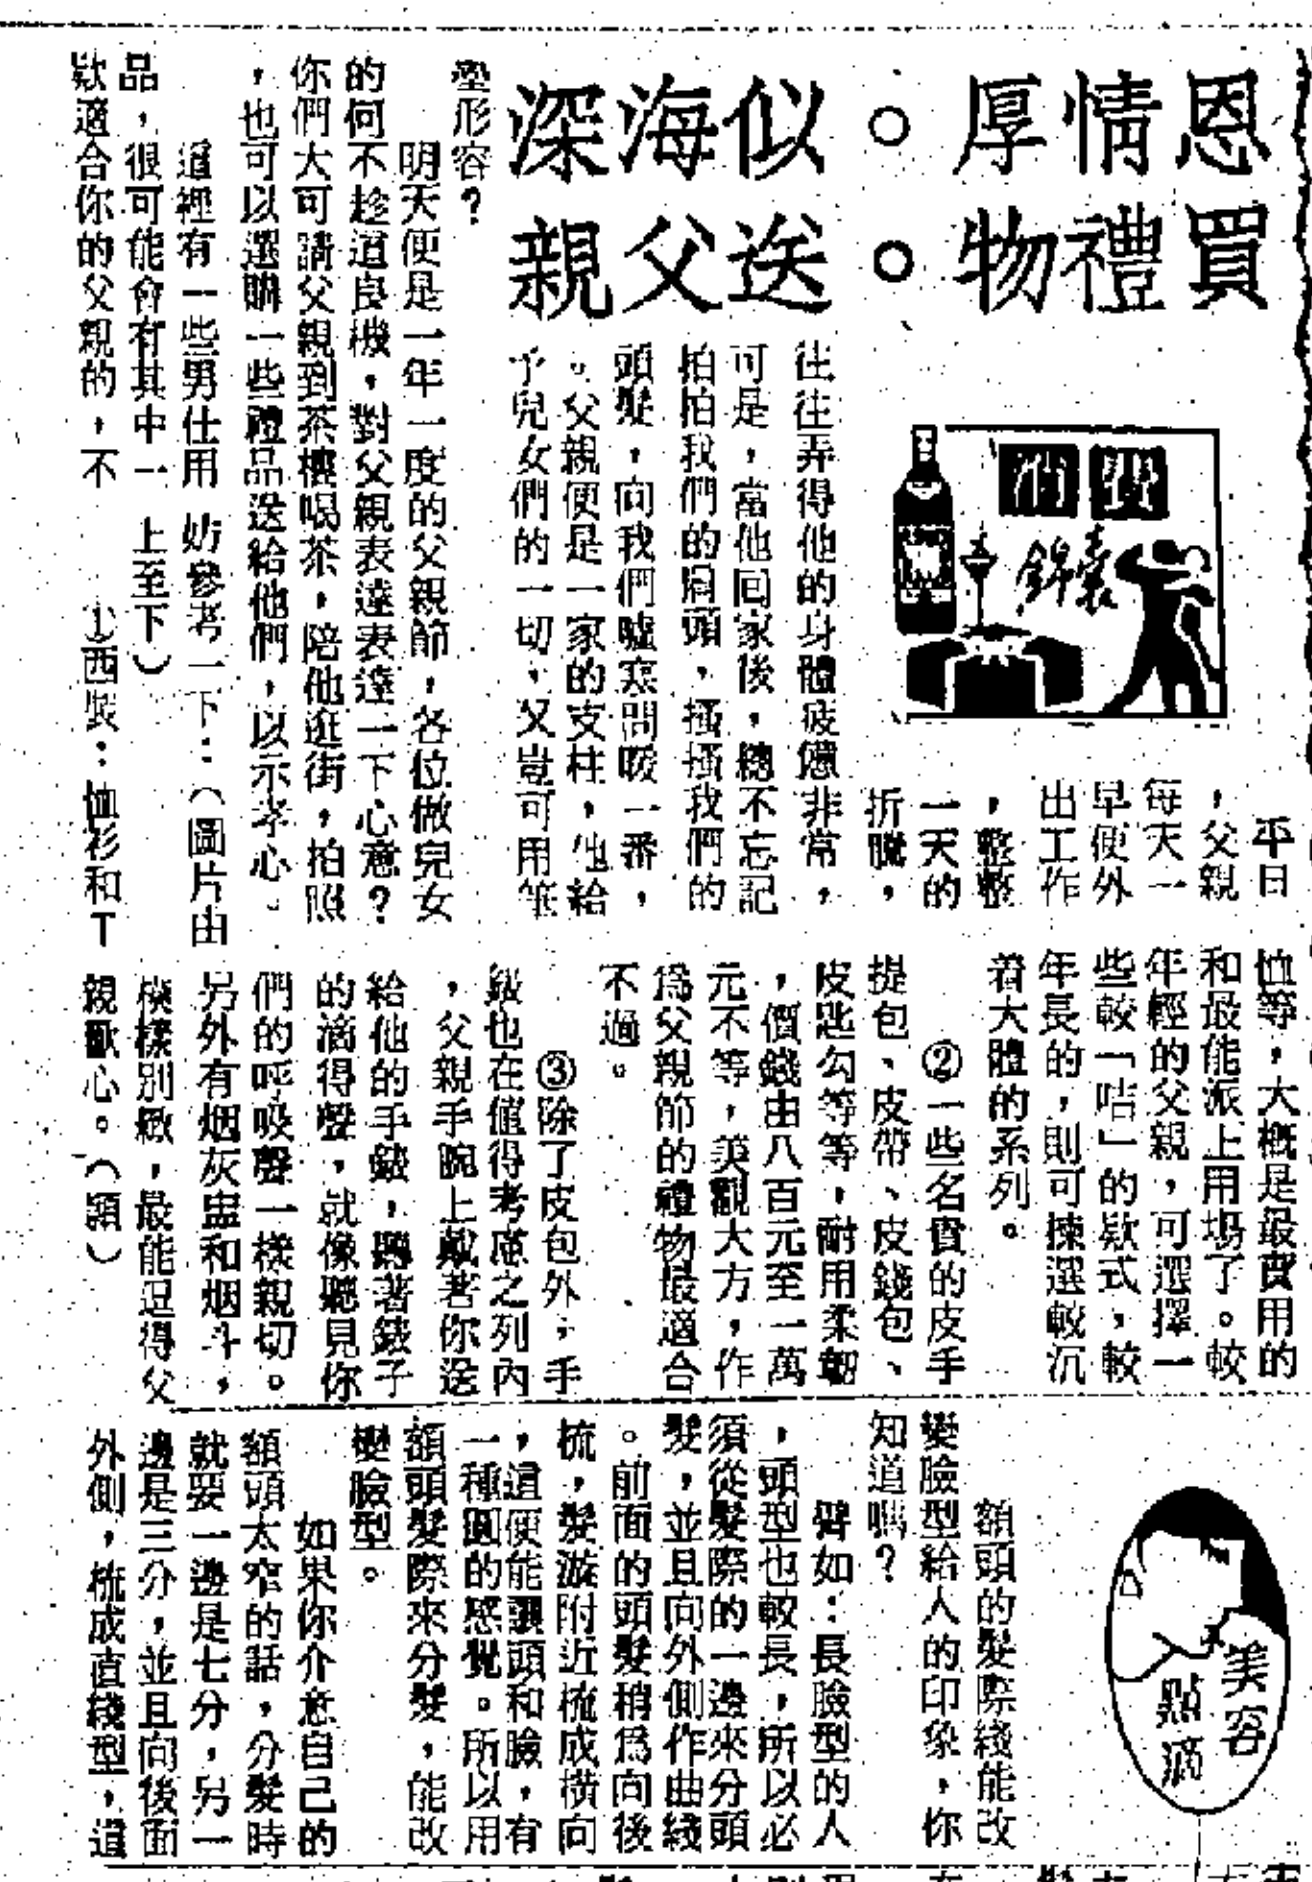 恩情厚。似海深
買禮物。送父親
消費
錦囊
平日
，父親
每天一
早便外
出工作
，整整
一天的
折騰，
往往弄得他的身體疲憊非常，
可是，當他回家後，總不忘記
拍拍我們的肩頭，搔搔我們的
頭髮，向我們噓寒問暖一番，
。父親便是一家的支柱，他給
予兒女們的一切，又豈可用筆
墨形容？
明天便是一年一度的父親節，各位做兒女
的何不趁這良機，對父親表達表達一下心意？
你們大可請父親到茶樓喝茶，陪他逛街，拍照
，也可以選購一些禮品送給他們，以示孝心。
這裡有一些男仕用
品，很可能會有其中一
欵適合你的父親的，不
妨參考一下：（圖片由
上至下）
①西裝：恤衫和T
恤等，大概是最實用的
和最能派上用場了。較
年輕的父親，可選擇一
些較「咭」的欵式，較
年長的，則可揀選較沉
着大體的系列。
②一些名貴的皮手
提包、皮帶、皮錢包、
皮匙勾等等，耐用柔韌
，價錢由八百元至一萬
元不等，美觀大方，作
爲父親節的禮物最適合
不過。
③除了皮包外，手
錶也在值得考慮之列內
，父親手腕上戴著你送
給他的手錶，聽著錶子
的滴得聲，就像聽見你
們的呼吸聲一樣親切。
另外有烟灰盅和烟斗，
模樣別緻，最能逗得父
親歡心。（穎）
美容
點滴
額頭的髮際綫能改
變臉型給人的印象，你
知道嗎？
譬如：長臉型的人
，頭型也較長，所以必
須從髮際的一邊來分頭
髮，並且向外側作曲綫
。前面的頭髮稍爲向後
梳，髮漩附近梳成橫向
，這便能讓頭和臉，有
一種圓的感覺。所以用
額頭髮際來分髮，能改
變臉型。
如果你介意自己的
額頭太窄的話，分髮時
就要一邊是七分，另一
邊是三分，並且向後面
外側，梳成直綫型，這